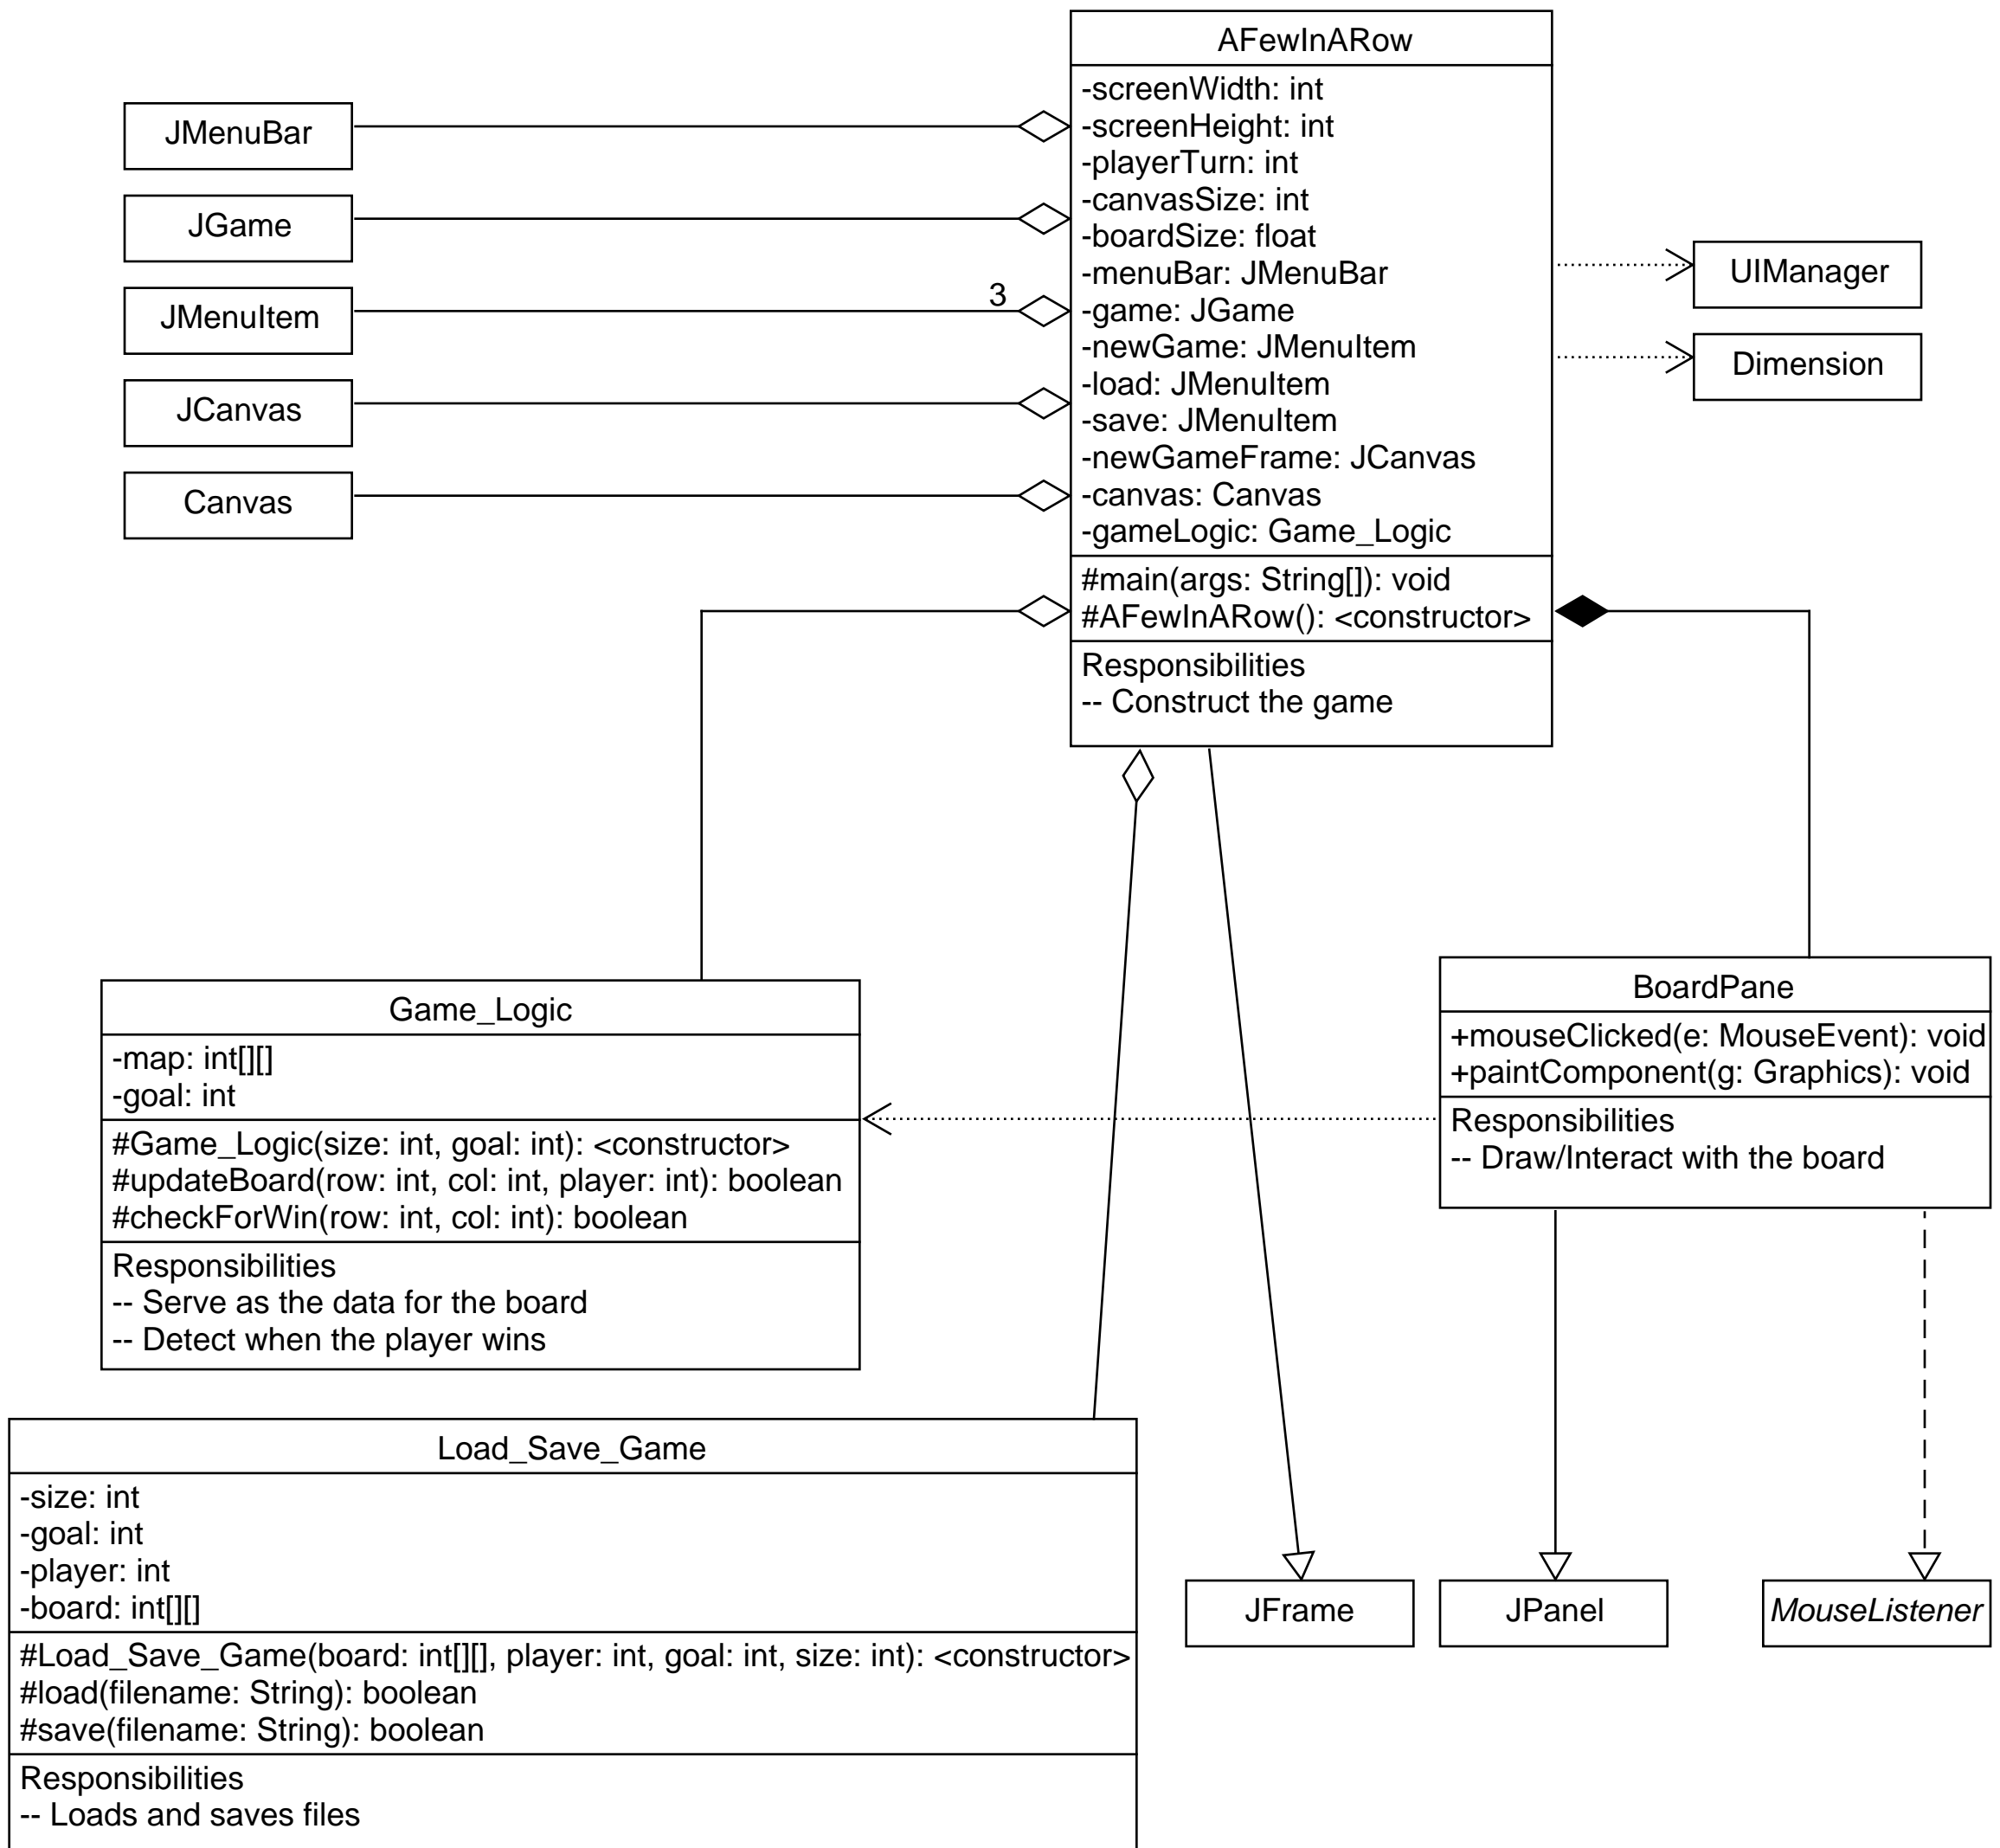 AFewInARow
-screenWidth: int
-screenHeight: int
-playerTurn: int
-canvasSize: int
-boardSize: float
-menuBar: JMenuBar
-game: JGame
-newGame: JMenuItem
-load: JMenuItem
-save: JMenuItem
-newGameFrame: JCanvas
-canvas: Canvas
-gameLogic: Game_Logic
#main(args: String[]): void
#AFewInARow(): <constructor>
Responsibilities
-- Construct the game
JMenuBar
JGame
JMenuItem
3
JCanvas
Canvas
UIManager
Dimension
Game_Logic
-map: int[][]
-goal: int
#Game_Logic(size: int, goal: int): <constructor>
#updateBoard(row: int, col: int, player: int): boolean
#checkForWin(row: int, col: int): boolean
Responsibilities
-- Serve as the data for the board
-- Detect when the player wins
BoardPane
+mouseClicked(e: MouseEvent): void
+paintComponent(g: Graphics): void
Responsibilities
-- Draw/Interact with the board
Load_Save_Game
-size: int
-goal: int
-player: int
-board: int[][]
#Load_Save_Game(board: int[][], player: int, goal: int, size: int): <constructor>
#load(filename: String): boolean
#save(filename: String): boolean
Responsibilities
-- Loads and saves files
JFrame
JPanel
MouseListener